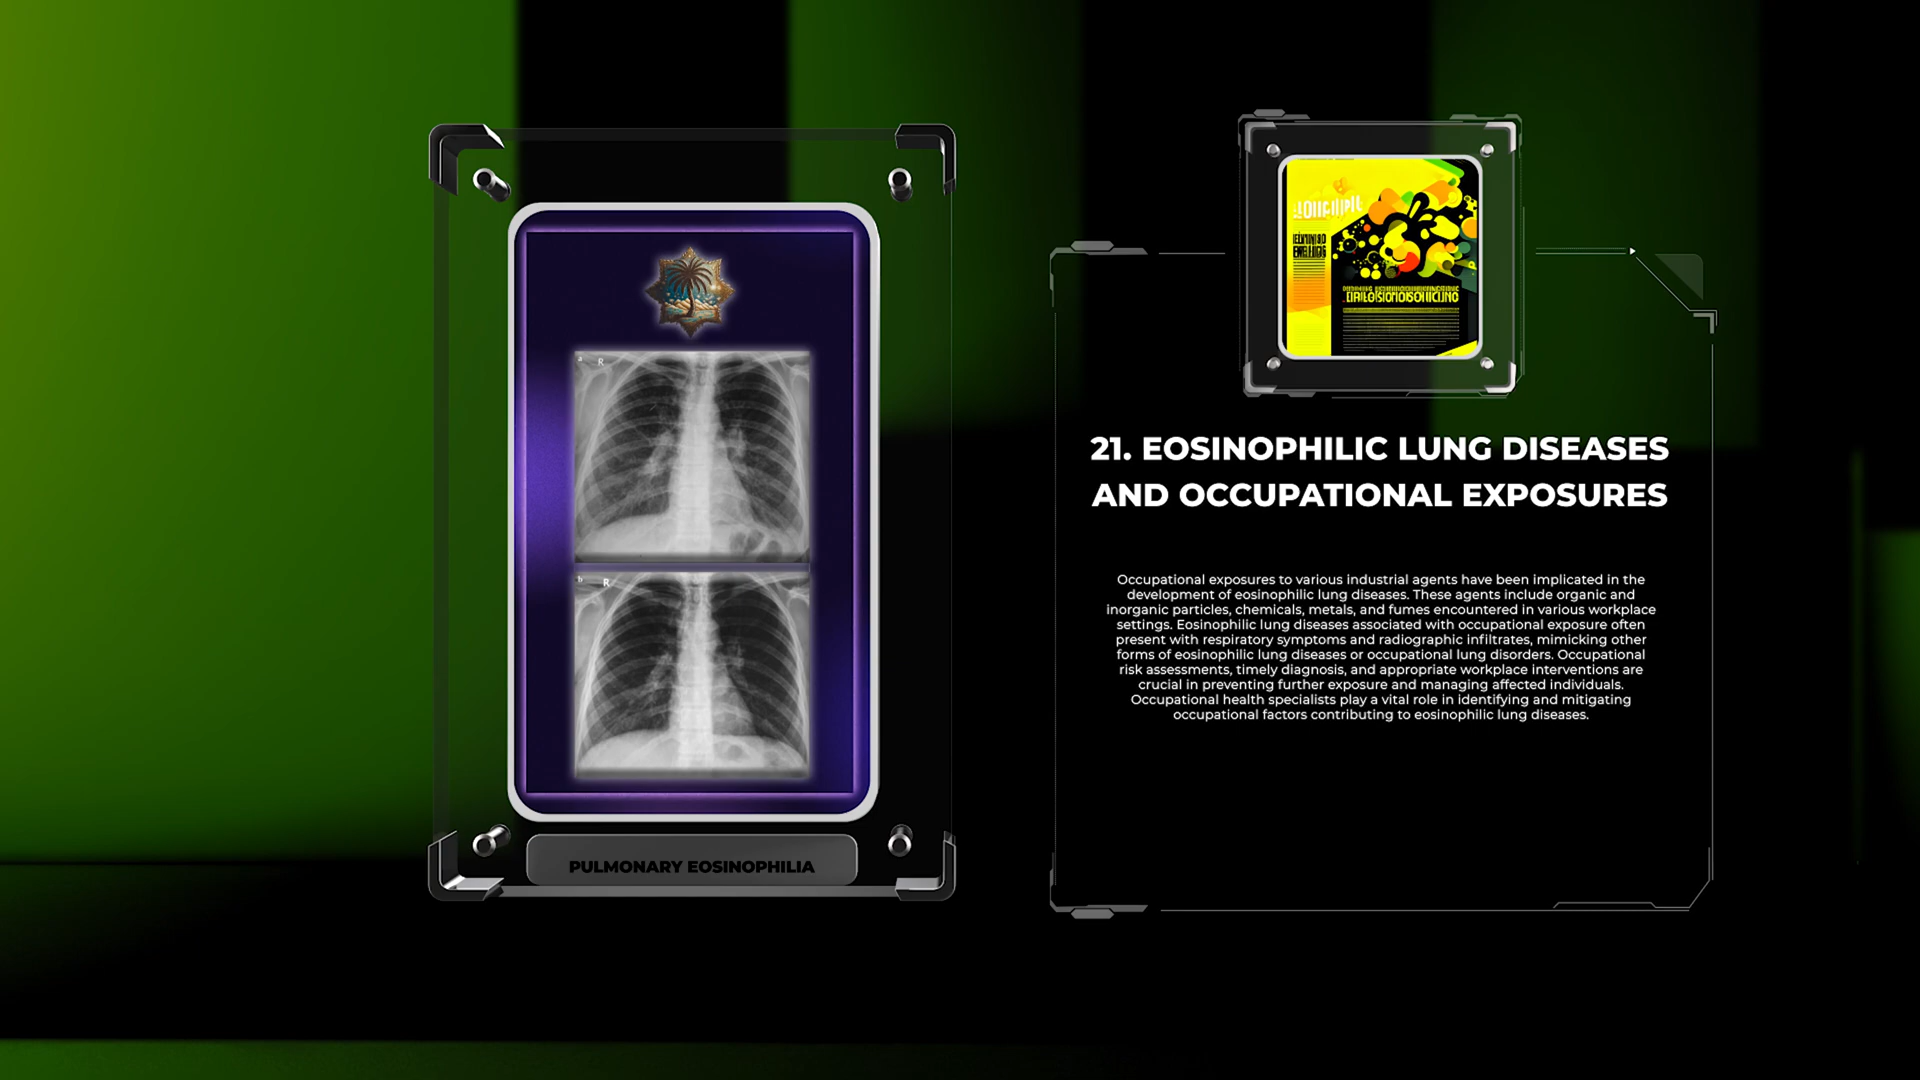 a R
b R
PULMONARY EOSINOPHILIA
21. EOSINOPHILIC LUNG DISEASES
AND OCCUPATIONAL EXPOSURES
Occupational exposures to various industrial agents have been implicated in the
development of eosinophilic lung diseases. These agents include organic and
inorganic particles, chemicals, metals, and fumes encountered in various workplace
settings. Eosinophilic lung diseases associated with occupational exposure often
present with respiratory symptoms and radiographic infiltrates, mimicking other
forms of eosinophilic lung diseases or occupational lung disorders. Occupational
risk assessments, timely diagnosis, and appropriate workplace interventions are
crucial in preventing further exposure and managing affected individuals.
Occupational health specialists play a vital role in identifying and mitigating
occupational factors contributing to eosinophilic lung diseases.